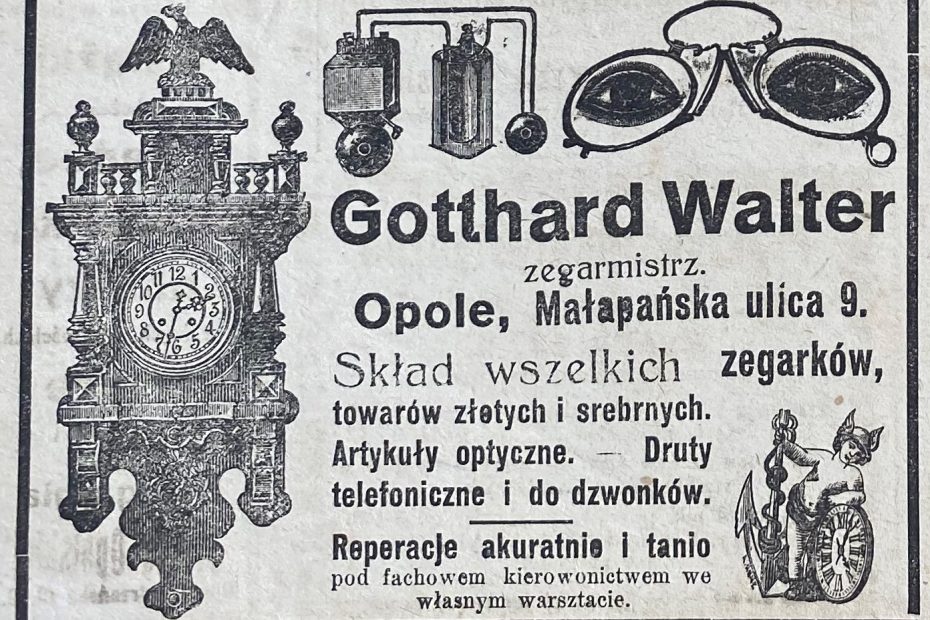 Gotthard Walter
zegarmistrz.
Opole, Małapańska ulica 9.
Skład wszelkich zegarków,
towarów złotych i srebrnych.
Artykuły optyczne. — Druty
telefoniczne i do dzwonków.
Reperacje akuratnie i tanio
pod fachowem kierowonictwem we
własnym warsztacie.